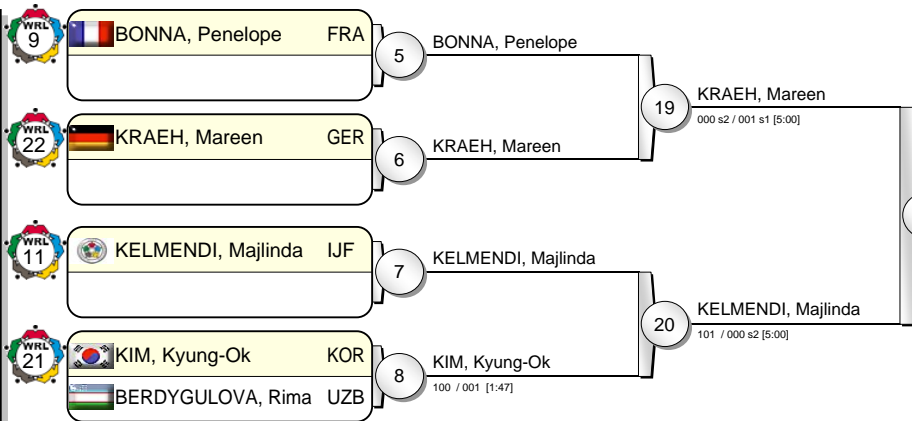 WRL
9
BONNA, Penelope FRA
5
BONNA, Penelope
19
KRAEH, Mareen
000 s2 / 001 s1 [5:00]
WRL
22
KRAEH, Mareen GER
6
KRAEH, Mareen
WRL
11
KELMENDI, Majlinda IJF
7
KELMENDI, Majlinda
20
KELMENDI, Majlinda
101 / 000 s2 [5:00]
WRL
21
KIM, Kyung-Ok KOR
BERDYGULOVA, Rima UZB
8
KIM, Kyung-Ok
100 / 001 [1:47]